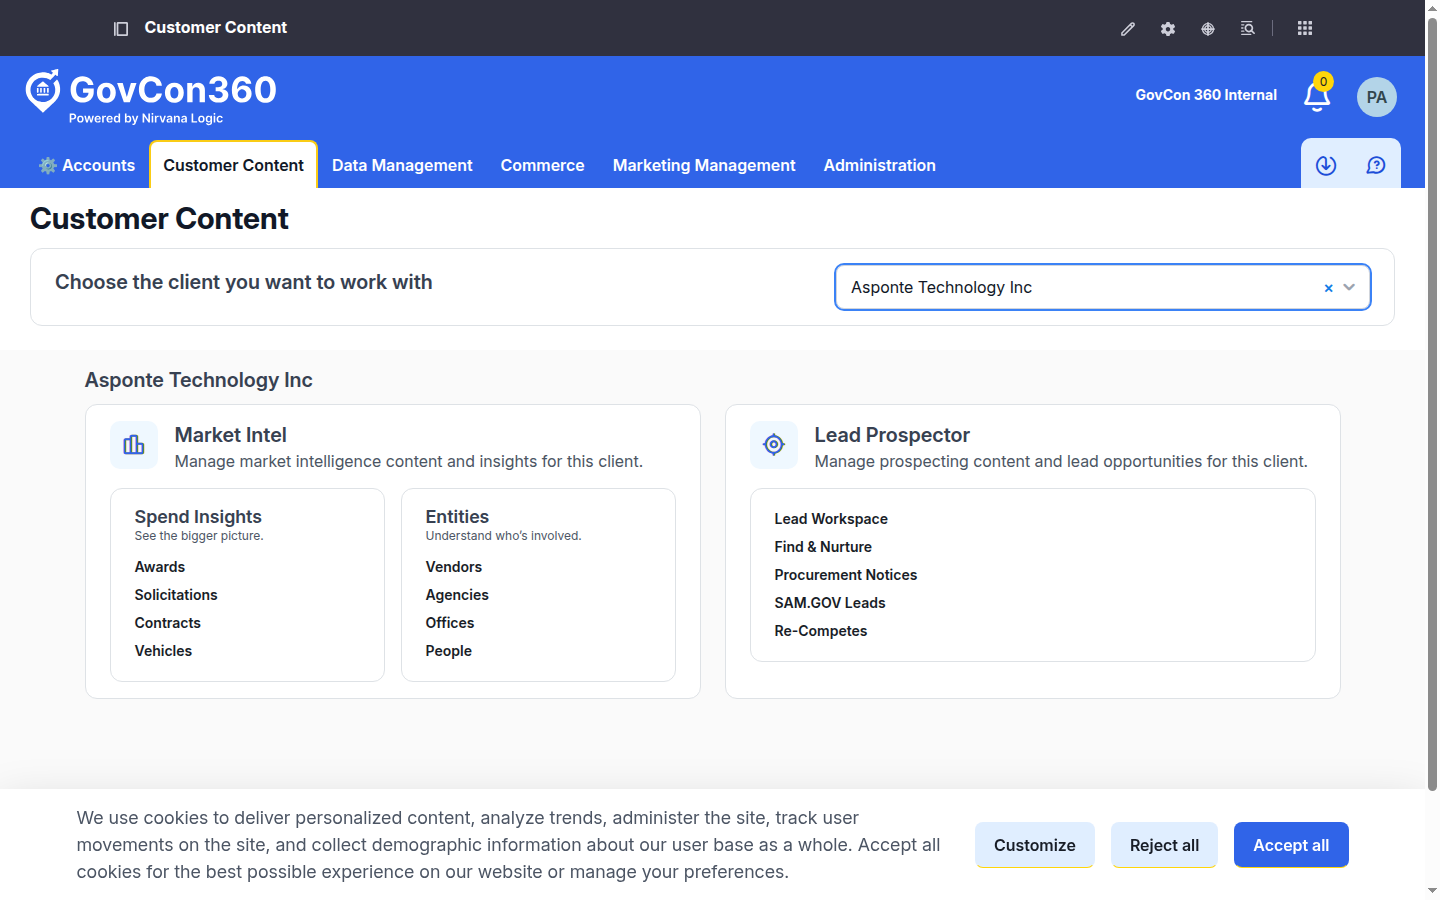 Customer Content
GovCon360
Powered by Nirvana Logic
GovCon 360 Internal
0
PA
Accounts
Customer Content
Data Management
Commerce
Marketing Management
Administration
Customer Content
Choose the client you want to work with
Asponte Technology Inc
Asponte Technology Inc
Market Intel
Manage market intelligence content and insights for this client.
Spend Insights
See the bigger picture.
Awards
Solicitations
Contracts
Vehicles
Entities
Understand who’s involved.
Vendors
Agencies
Offices
People
Lead Prospector
Manage prospecting content and lead opportunities for this client.
Lead Workspace
Find & Nurture
Procurement Notices
SAM.GOV Leads
Re-Competes
We use cookies to deliver personalized content, analyze trends, administer the site, track user
movements on the site, and collect demographic information about our user base as a whole. Accept all
cookies for the best possible experience on our website or manage your preferences.
Customize
Reject all
Accept all